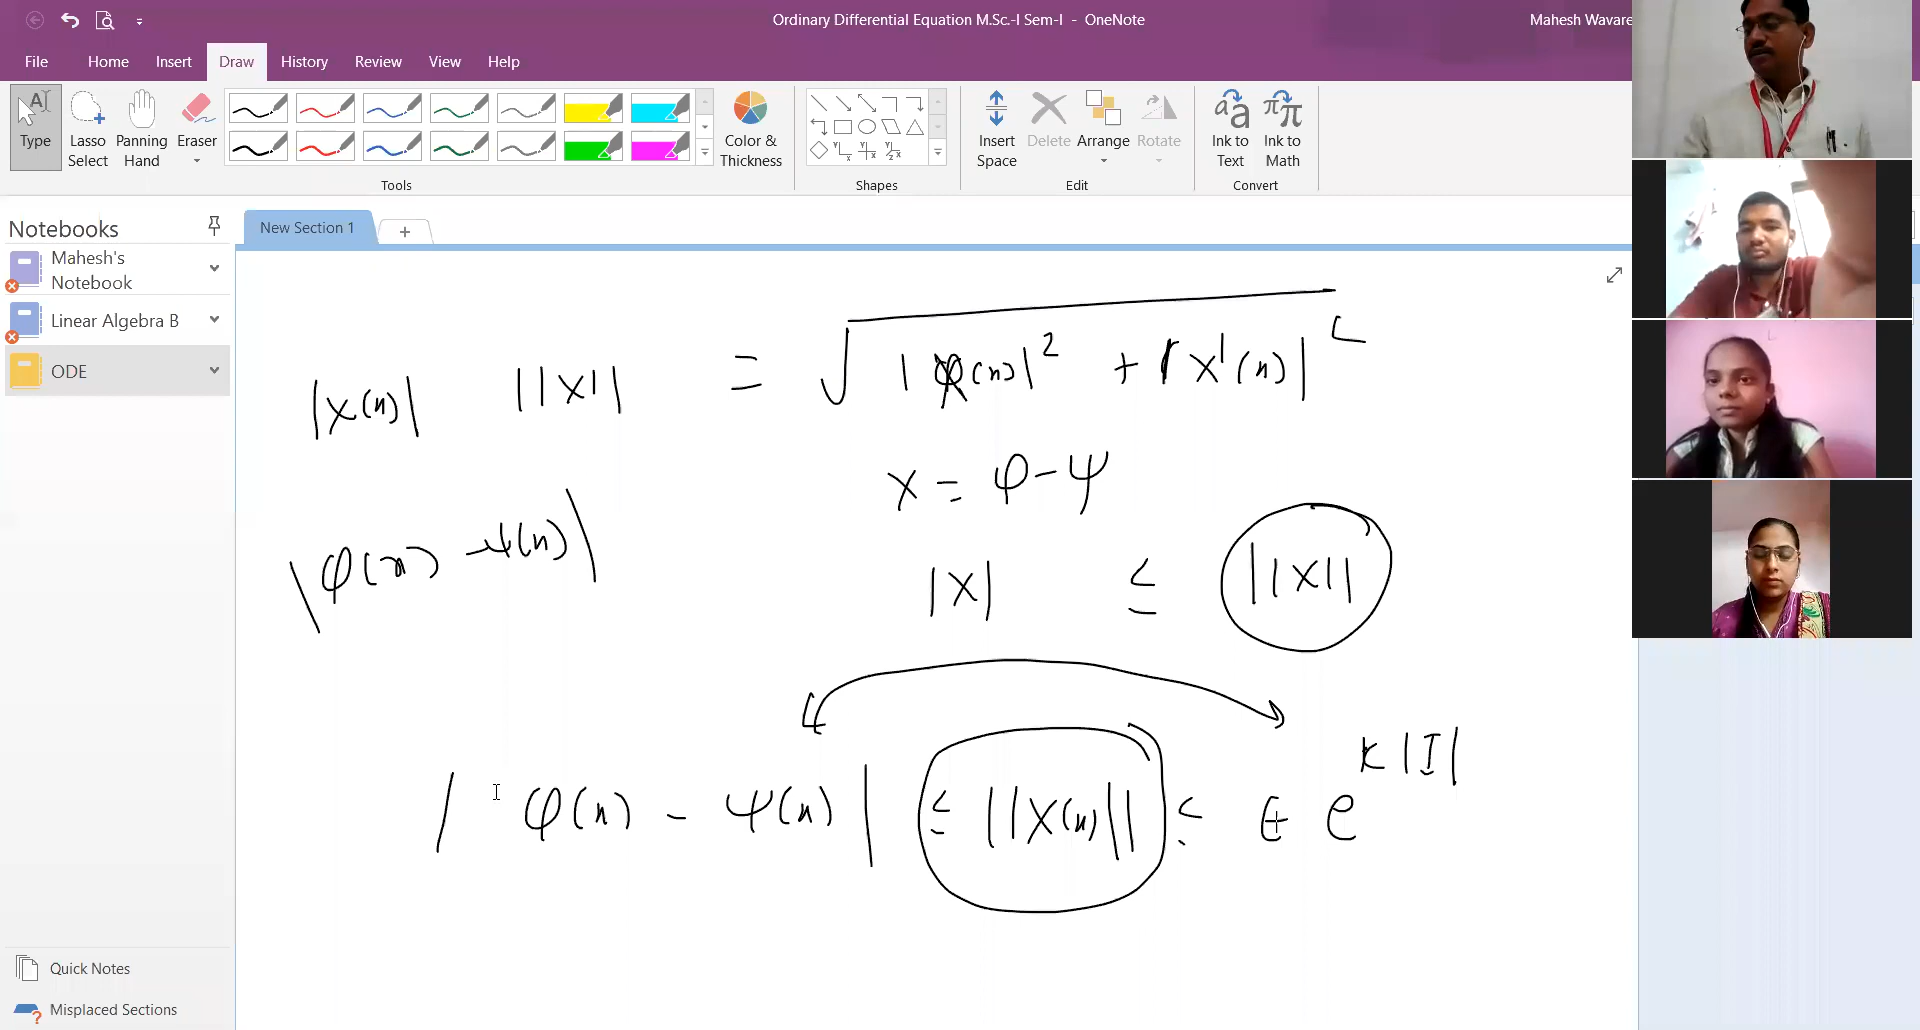 Ordinary Differential Equation M.Sc.-I Sem-I - OneNote
Mahesh Wavare
File Home Insert Draw History Review View Help
Type
Lasso Select
Panning Hand
Eraser
Color & Thickness
Insert Space
Delete
Arrange
Rotate
Ink to Text
Ink to Math
Tools
Shapes
Edit
Convert
Notebooks
New Section 1
+
Mahesh's Notebook
Linear Algebra B
ODE
|X(x)| ||X|| = √ |X(x)|² + |X'(x)|²
X = φ - ψ
|φ(x) - ψ(x)|
|X| ≤ ||X||
|φ(x) - ψ(x)| ≤ ||X(x)|| ≤ ∈ e^{K|I|}
Quick Notes
Misplaced Sections